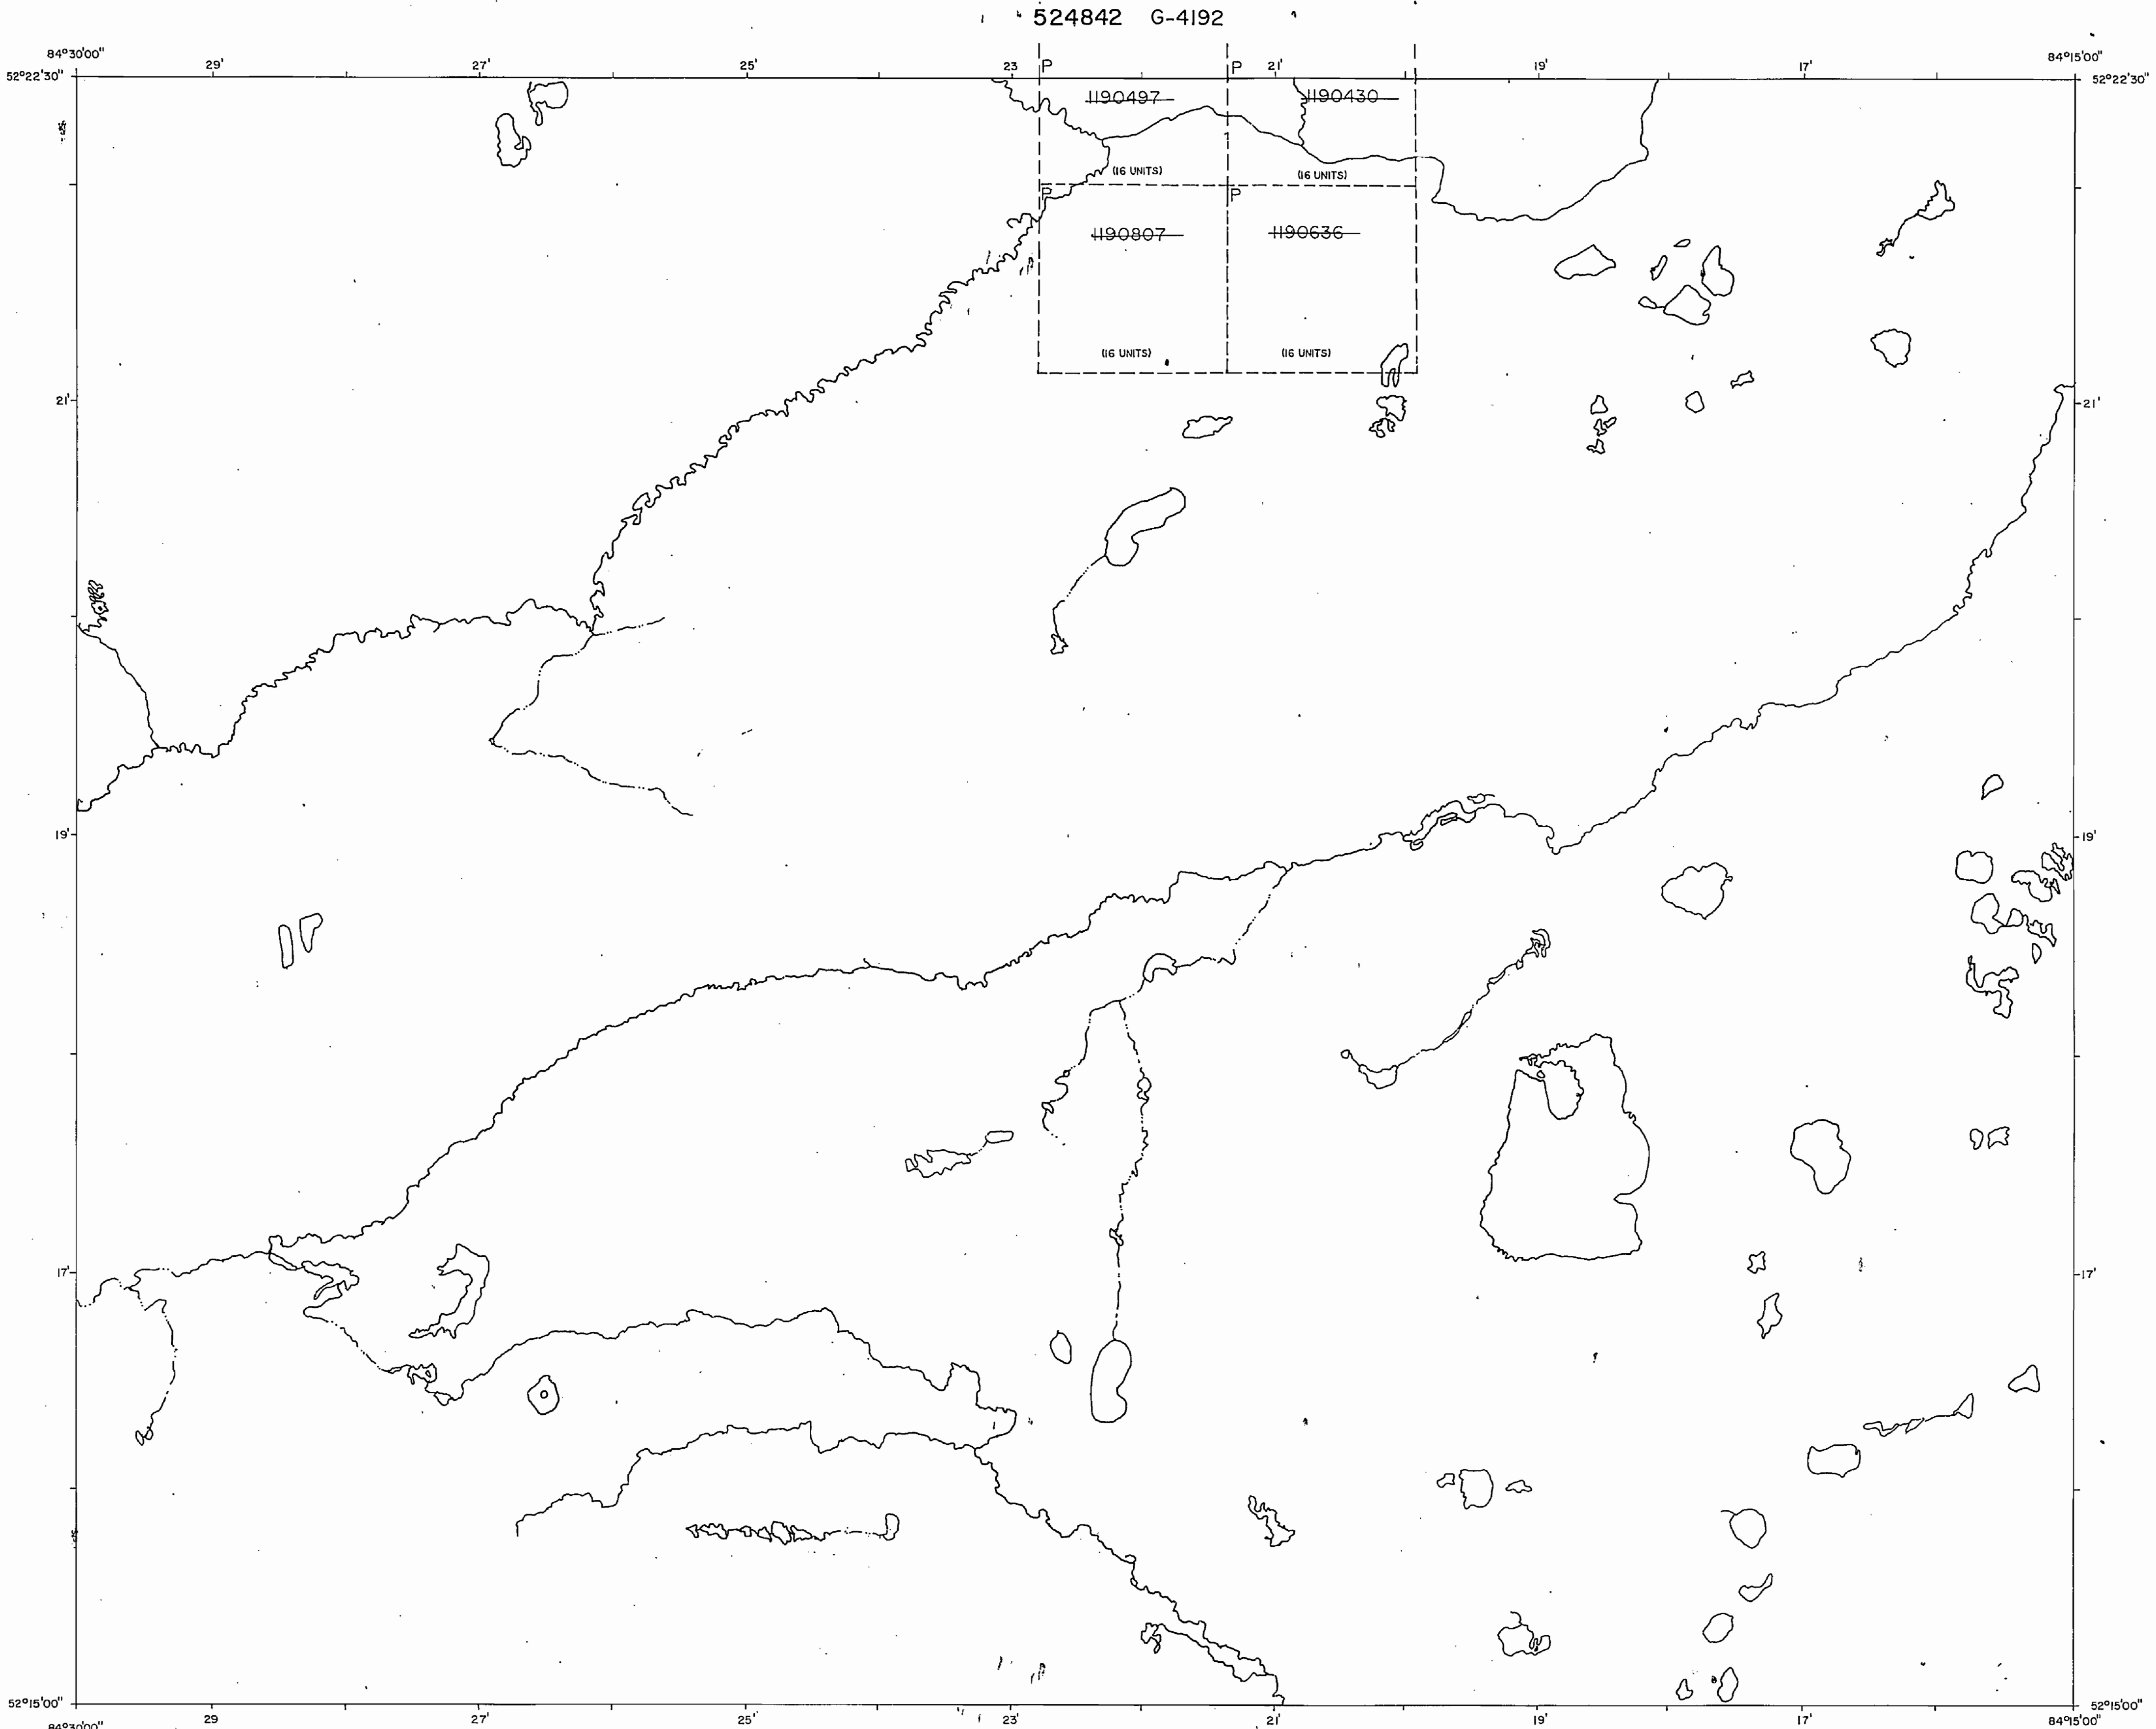 524842 G-4192
84°30'00" 29' 27' 25' 23 P P 21' 19' 17' 84°15'00"
52°22'30" 52°22'30"
1190497 1190430
(16 UNITS) (16 UNITS)
P P
1190807 1190636
(16 UNITS) (16 UNITS)
21' 21'
19' 19'
17' 17'
52°15'00" 52°15'00"
84°30'00" 29 27' 25' 23' 21' 19' 17' 84°15'00"